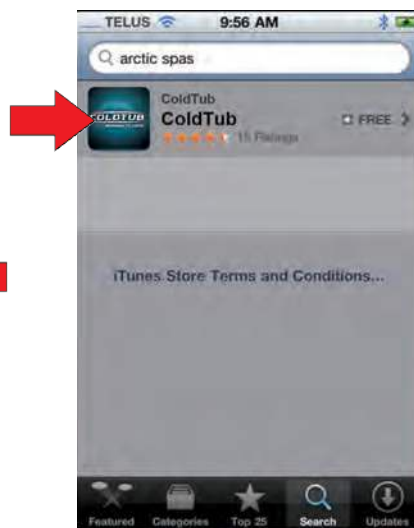 TELUS 9:56 AM
arctic spas
ColdTub
COLDTUB
ColdTub
FREE
15 Ratings
iTunes Store Terms and Conditions...
Featured Categories Top 25 Search Updates